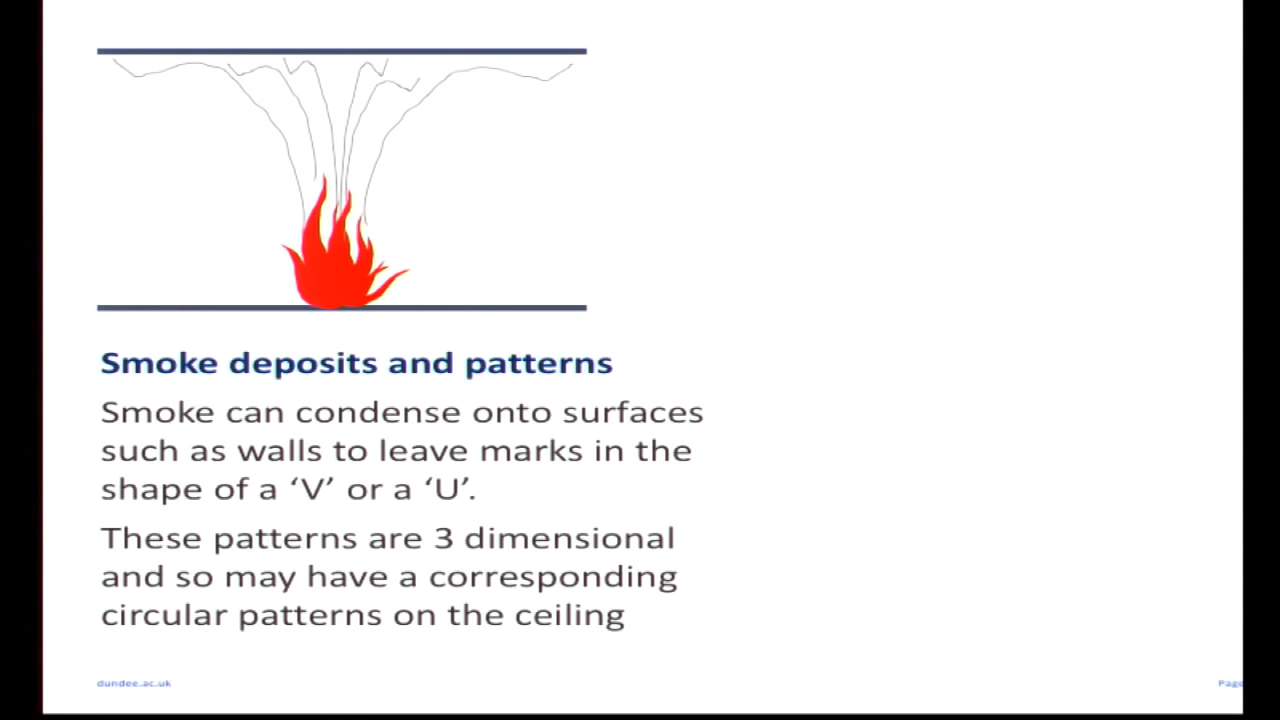 Smoke deposits and patterns
Smoke can condense onto surfaces
such as walls to leave marks in the
shape of a ‘V’ or a ‘U’.
These patterns are 3 dimensional
and so may have a corresponding
circular patterns on the ceiling
dundee.ac.uk
Page